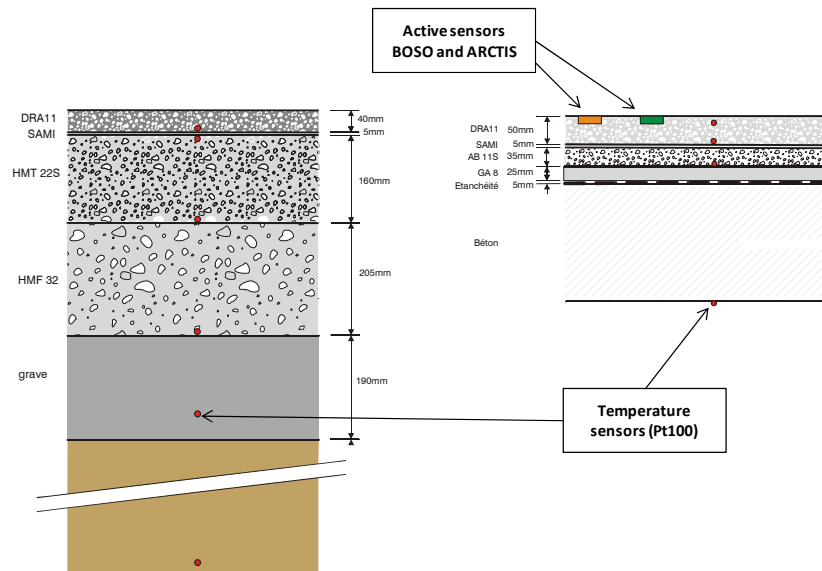 Active sensors
BOSO and ARCTIS
DRA11
40mm
SAMI
5mm
HMT 22S
160mm
HMF 32
205mm
grave
190mm
DRA11 50mm
SAMI 5mm
AB 11S 35mm
GA 8 25mm
Etanchéité 5mm
Béton
Temperature
sensors (Pt100)